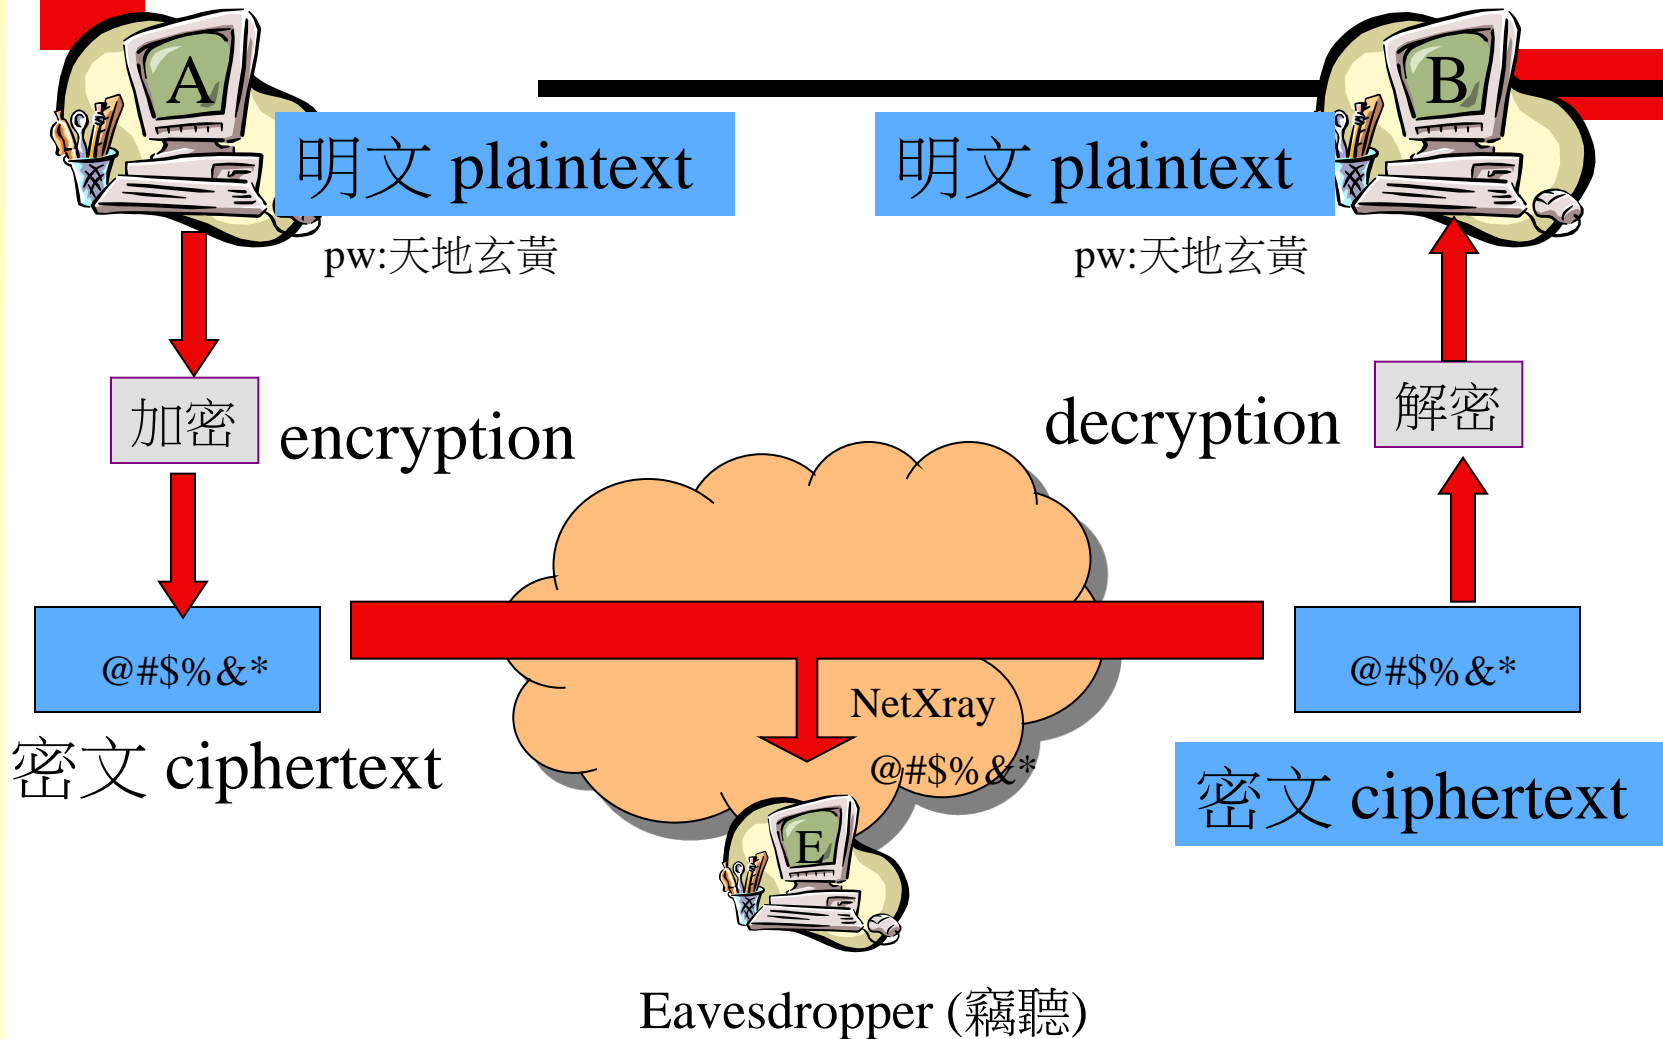 A
B
明文 plaintext
明文 plaintext
pw:天地玄黃
pw:天地玄黃
加密
encryption
decryption
解密
@#$%&*
@#$%&*
NetXray
@#$%&*
密文 ciphertext
密文 ciphertext
E
Eavesdropper (竊聽)